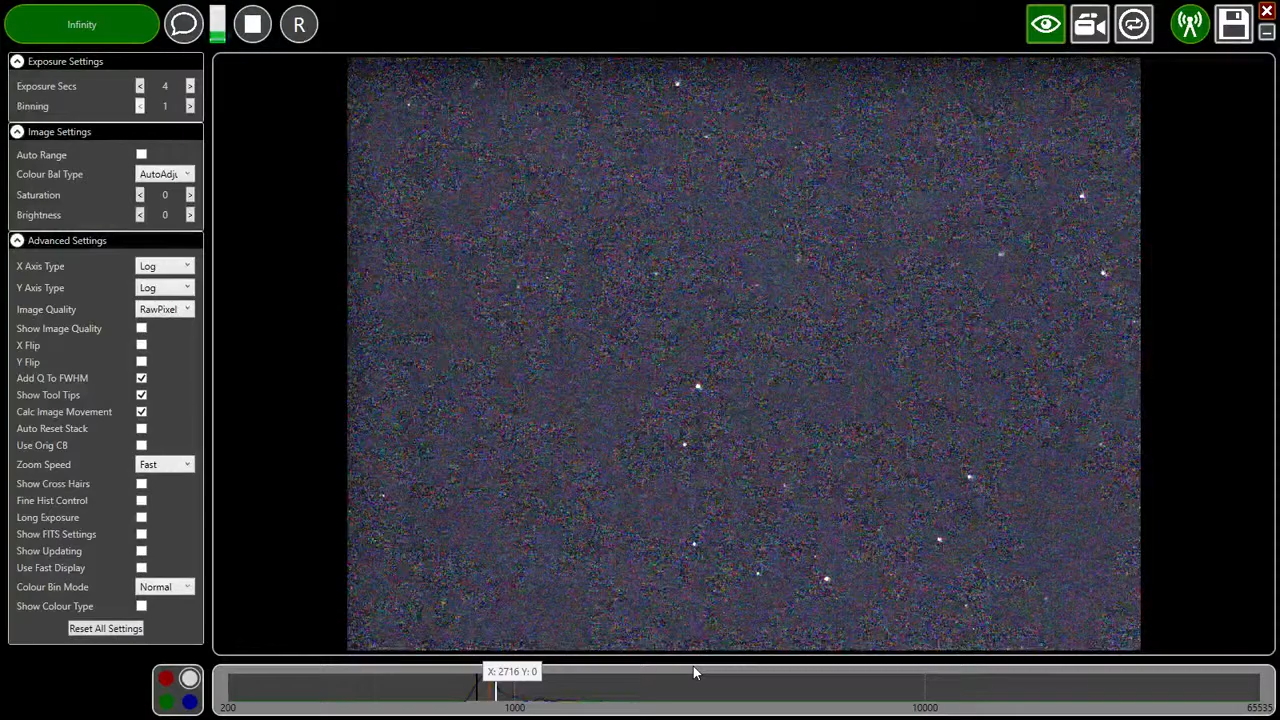 Infinity
R
Exposure Settings
Exposure Secs < 4 >
Binning < 1 >
Image Settings
Auto Range
Colour Bal Type AutoAdju
Saturation < 0 >
Brightness < 0 >
Advanced Settings
X Axis Type Log
Y Axis Type Log
Image Quality RawPixel
Show Image Quality
X Flip
Y Flip
Add Q To FWHM
Show Tool Tips
Calc Image Movement
Auto Reset Stack
Use Orig CB
Zoom Speed Fast
Show Cross Hairs
Fine Hist Control
Long Exposure
Show FITS Settings
Show Updating
Use Fast Display
Colour Bin Mode Normal
Show Colour Type
Reset All Settings
X: 2716 Y: 0
200 1000 10000 65535